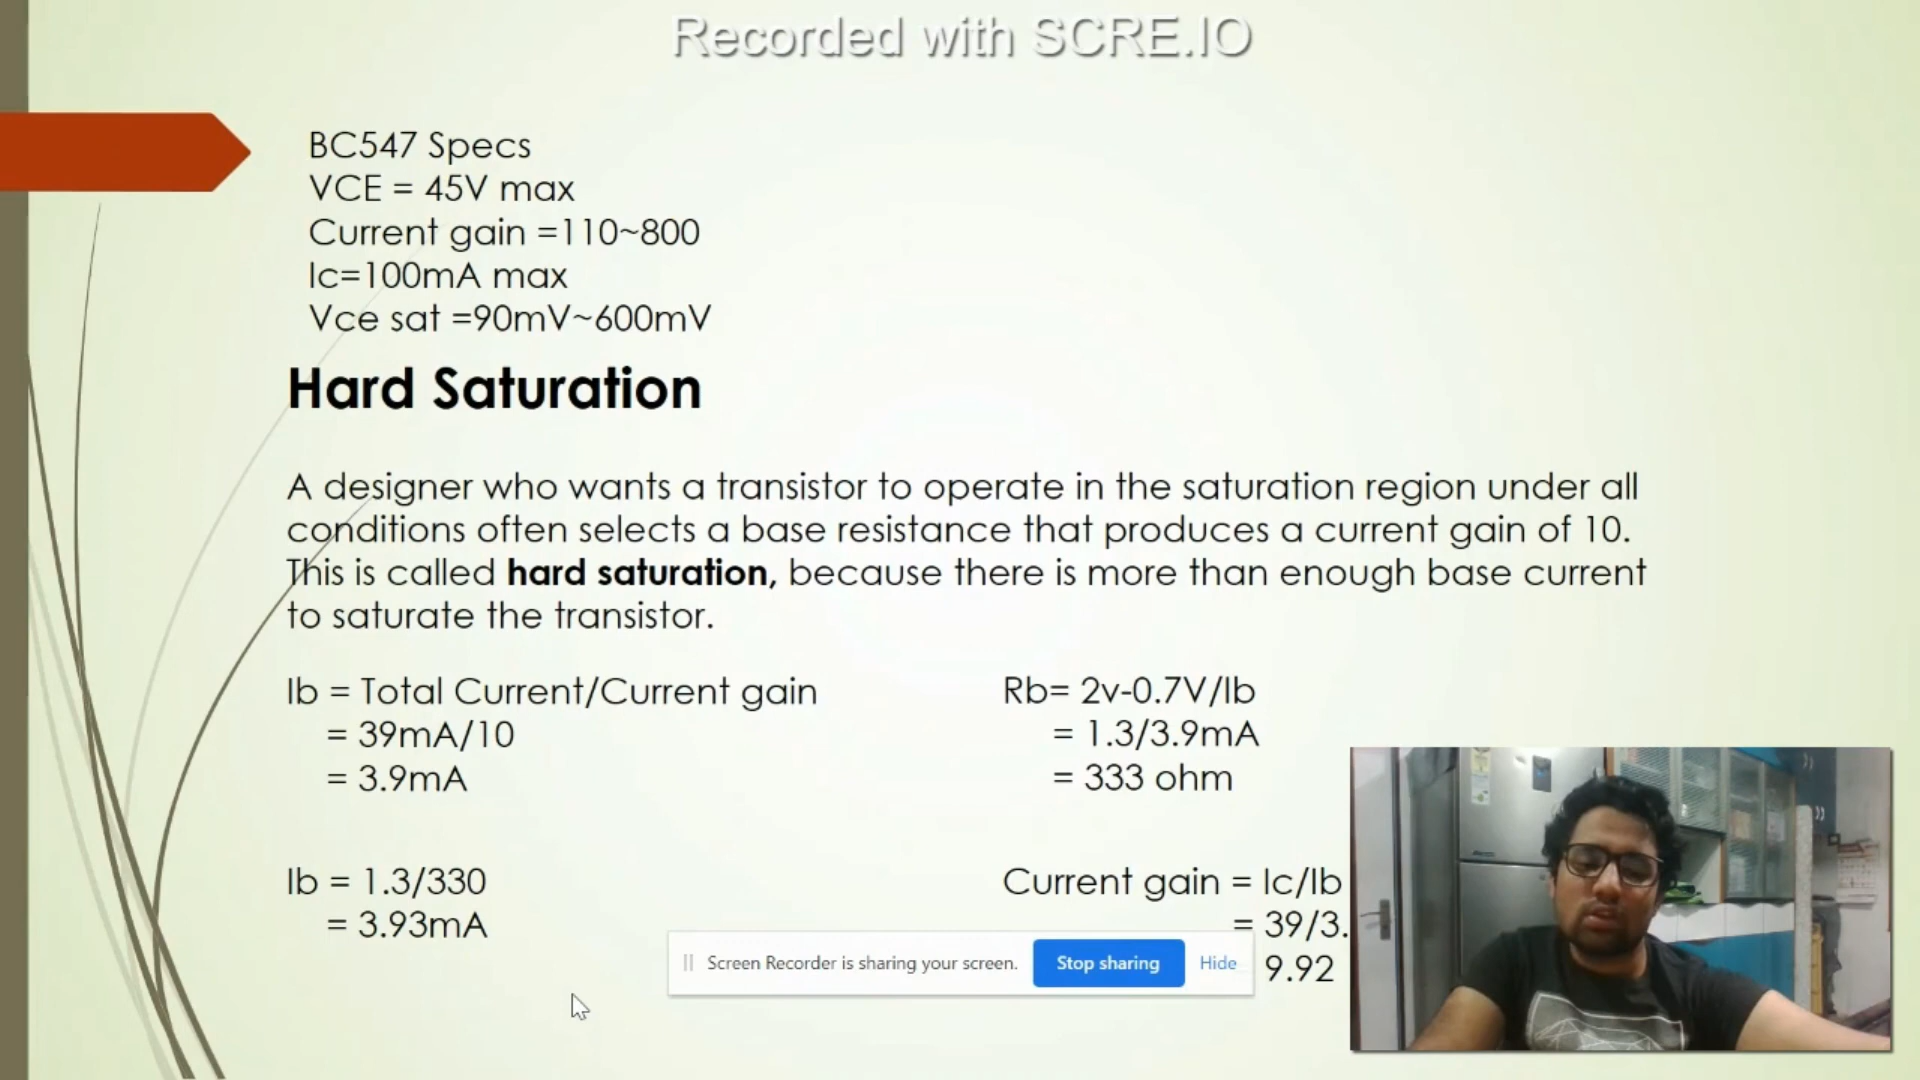 Recorded with SCRE.IO
BC547 Specs
VCE = 45V max
Current gain =110~800
Ic=100mA max
Vce sat =90mV~600mV
Hard Saturation
A designer who wants a transistor to operate in the saturation region under all
conditions often selects a base resistance that produces a current gain of 10.
This is called hard saturation, because there is more than enough base current
to saturate the transistor.
Ib = Total Current/Current gain
= 39mA/10
= 3.9mA
Rb= 2v-0.7V/Ib
= 1.3/3.9mA
= 333 ohm
Ib = 1.3/330
= 3.93mA
Current gain = Ic/Ib
= 39/3.
9.92
Screen Recorder is sharing your screen.
Stop sharing
Hide